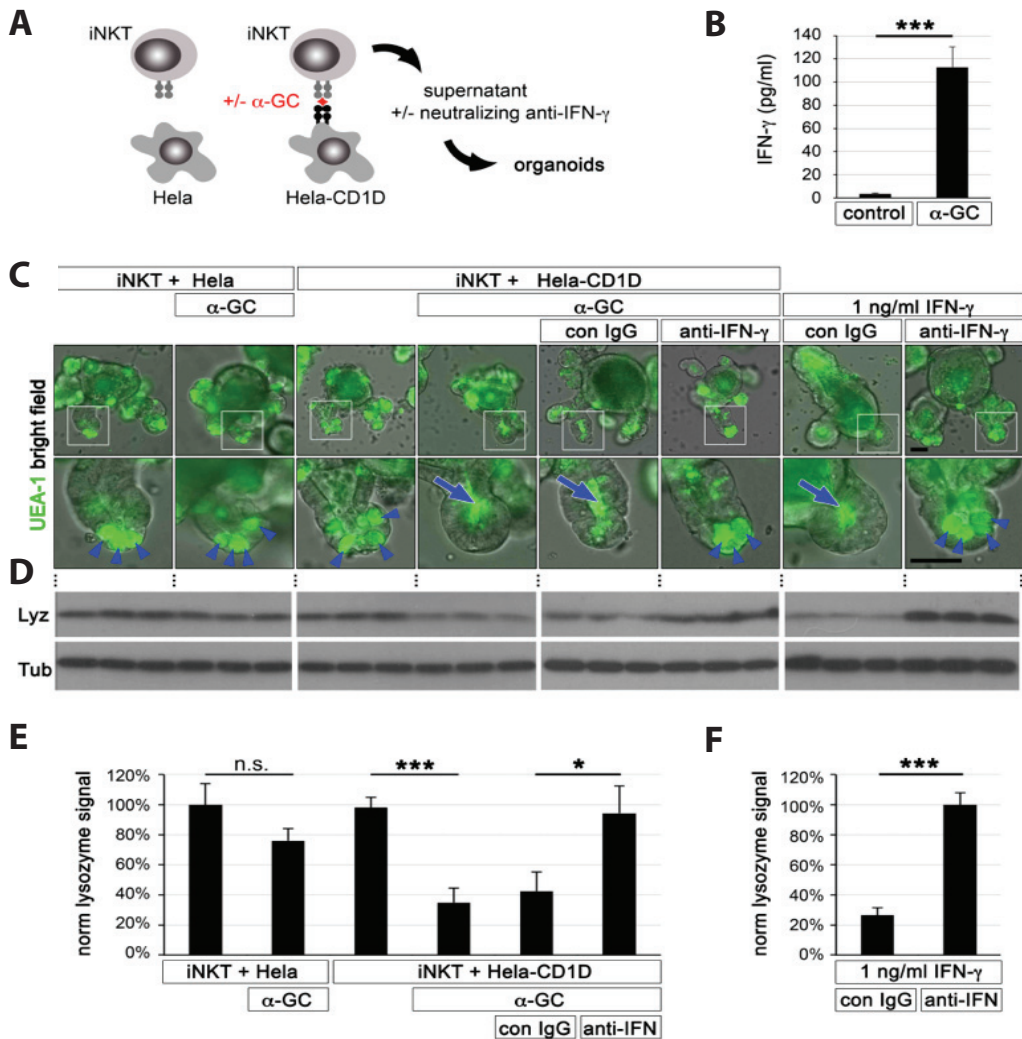 A
iNKT
iNKT
+/- α-GC
Hela
Hela-CD1D
supernatant
+/- neutralizing anti-IFN-γ
organoids
B
***
IFN-γ (pg/ml)
140
120
100
80
60
40
20
0
control
α-GC
C
iNKT + Hela
iNKT + Hela-CD1D
α-GC
α-GC
1 ng/ml IFN-γ
con IgG
anti-IFN-γ
con IgG
anti-IFN-γ
UEA-1 bright field
D
Lyz
Tub
E
norm lysozyme signal
120%
100%
80%
60%
40%
20%
0%
n.s.
***
*
iNKT + Hela
iNKT + Hela-CD1D
α-GC
α-GC
con IgG
anti-IFN
F
norm lysozyme signal
120%
100%
80%
60%
40%
20%
0%
***
1 ng/ml IFN-γ
con IgG
anti-IFN